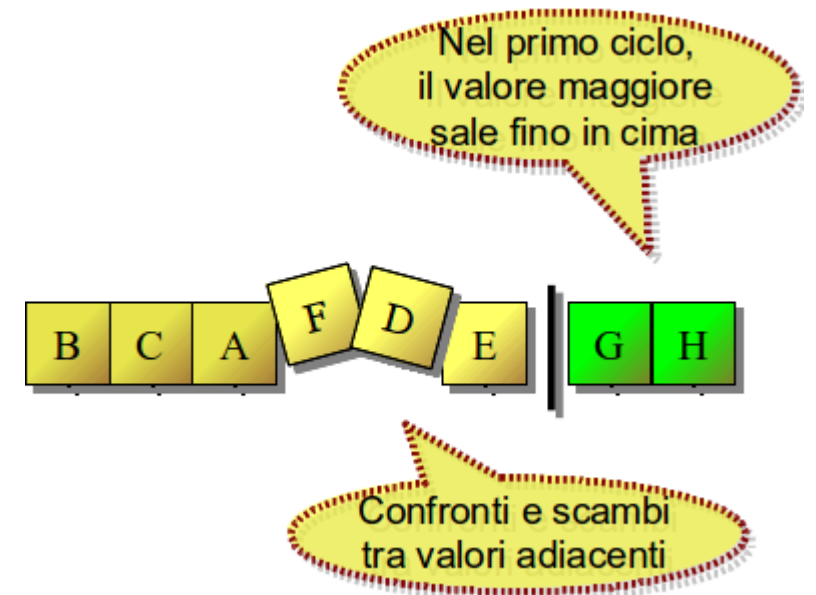 Nel primo ciclo,
il valore maggiore
sale fino in cima
B C A F D E G H
Confronti e scambi
tra valori adiacenti